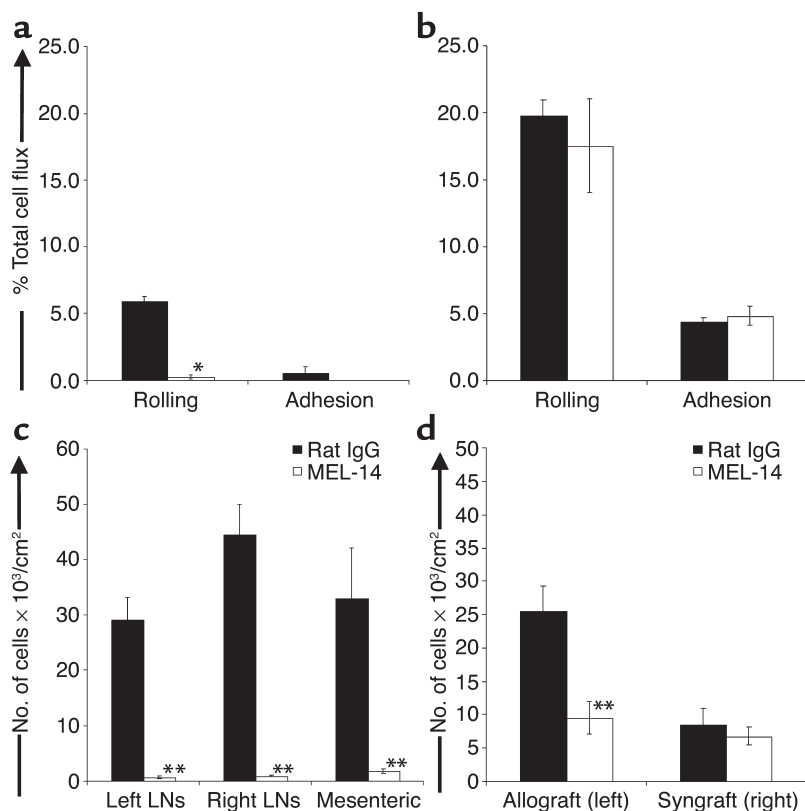 a
25.0
20.0
15.0
10.0
5.0
0.0
% Total cell flux
*
Rolling
Adhesion
b
25.0
20.0
15.0
10.0
5.0
0.0
Rolling
Adhesion
c
60
50
40
30
20
10
0
No. of cells × 10³/cm²
Rat IgG
MEL-14
**
**
**
Left LNs
Right LNs
Mesenteric
d
50
45
40
35
30
25
20
15
10
5
0
No. of cells × 10³/cm²
Rat IgG
MEL-14
**
Allograft (left)
Syngraft (right)